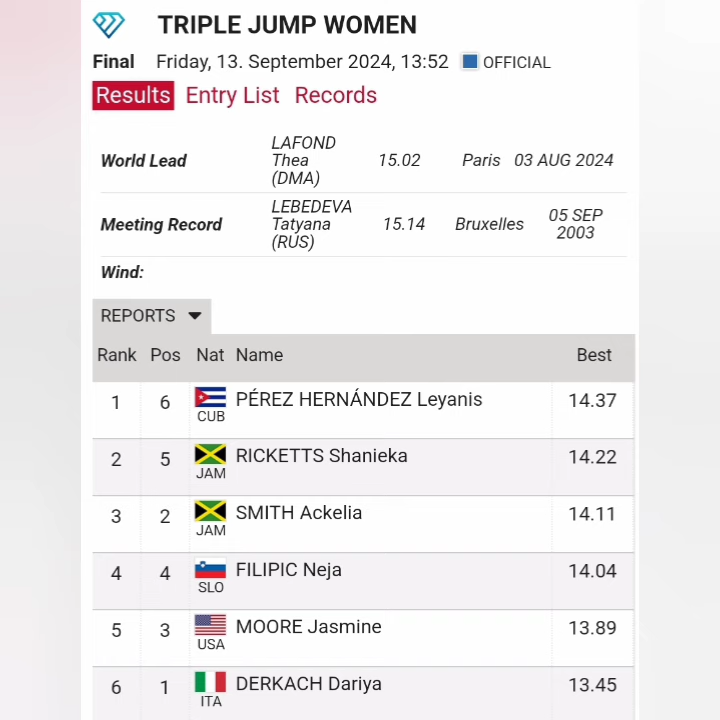 TRIPLE JUMP WOMEN
Final Friday, 13. September 2024, 13:52 OFFICIAL
Results Entry List Records
World Lead LAFOND Thea (DMA) 15.02 Paris 03 AUG 2024
Meeting Record LEBEDEVA Tatyana (RUS) 15.14 Bruxelles 05 SEP 2003
Wind:
REPORTS
Rank Pos Nat Name Best
1 6 CUB PÉREZ HERNÁNDEZ Leyanis 14.37
2 5 JAM RICKETTS Shanieka 14.22
3 2 JAM SMITH Ackelia 14.11
4 4 SLO FILIPIC Neja 14.04
5 3 USA MOORE Jasmine 13.89
6 1 ITA DERKACH Dariya 13.45